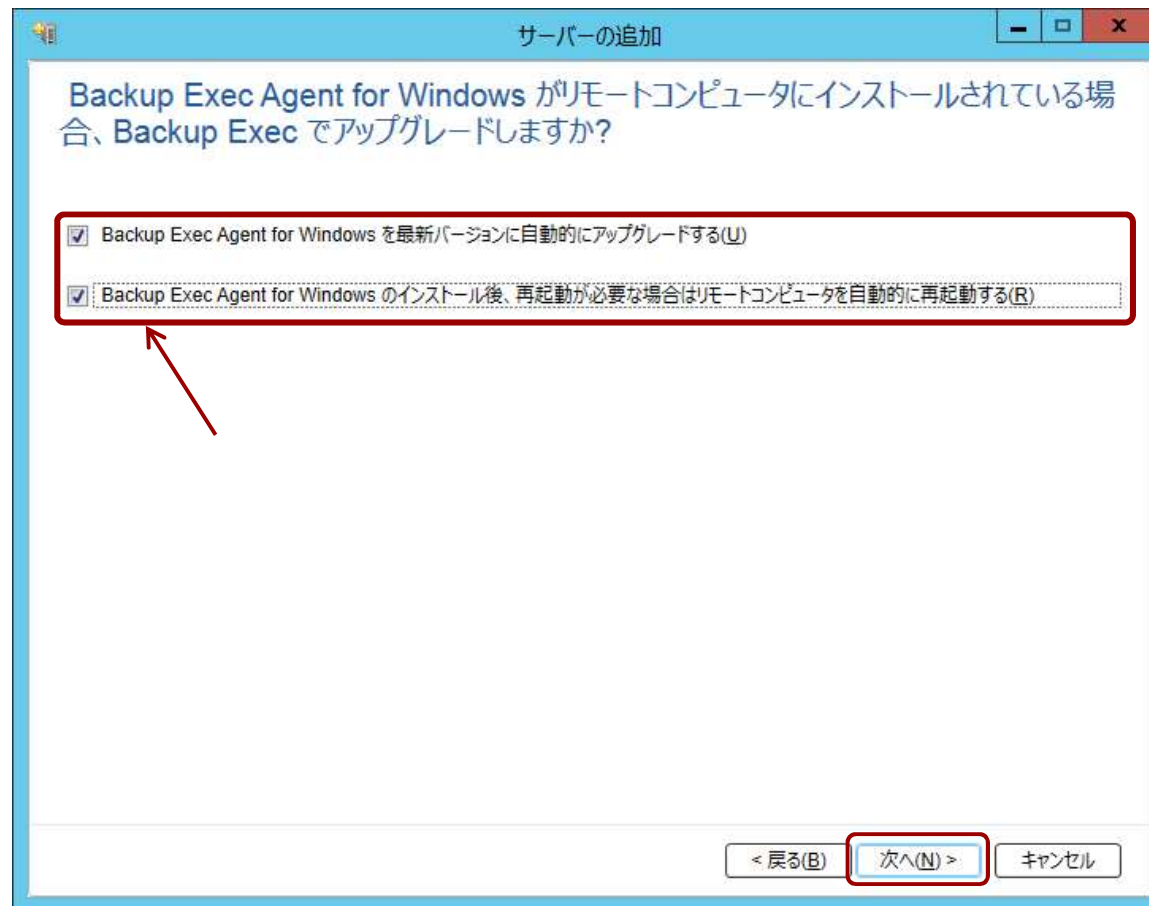 サーバーの追加
Backup Exec Agent for Windows がリモートコンピュータにインストールされている場
合、Backup Exec でアップグレードしますか?
Backup Exec Agent for Windows を最新バージョンに自動的にアップグレードする(U)
Backup Exec Agent for Windows のインストール後、再起動が必要な場合はリモートコンピュータを自動的に再起動する(R)
< 戻る(B) 次へ(N) > キャンセル